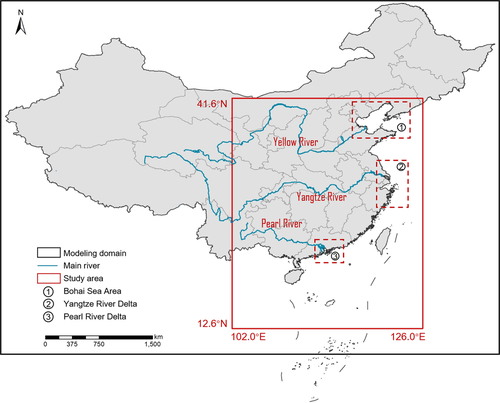 N
41.6°N
①
Yellow River
②
Yangtze River
Pearl River
Modeling domain
Main river
Study area
① Bohai Sea Area
② Yangtze River Delta
③ Pearl River Delta
③
12.6°N
102.0°E 126.0°E
0 375 750 1,500 km